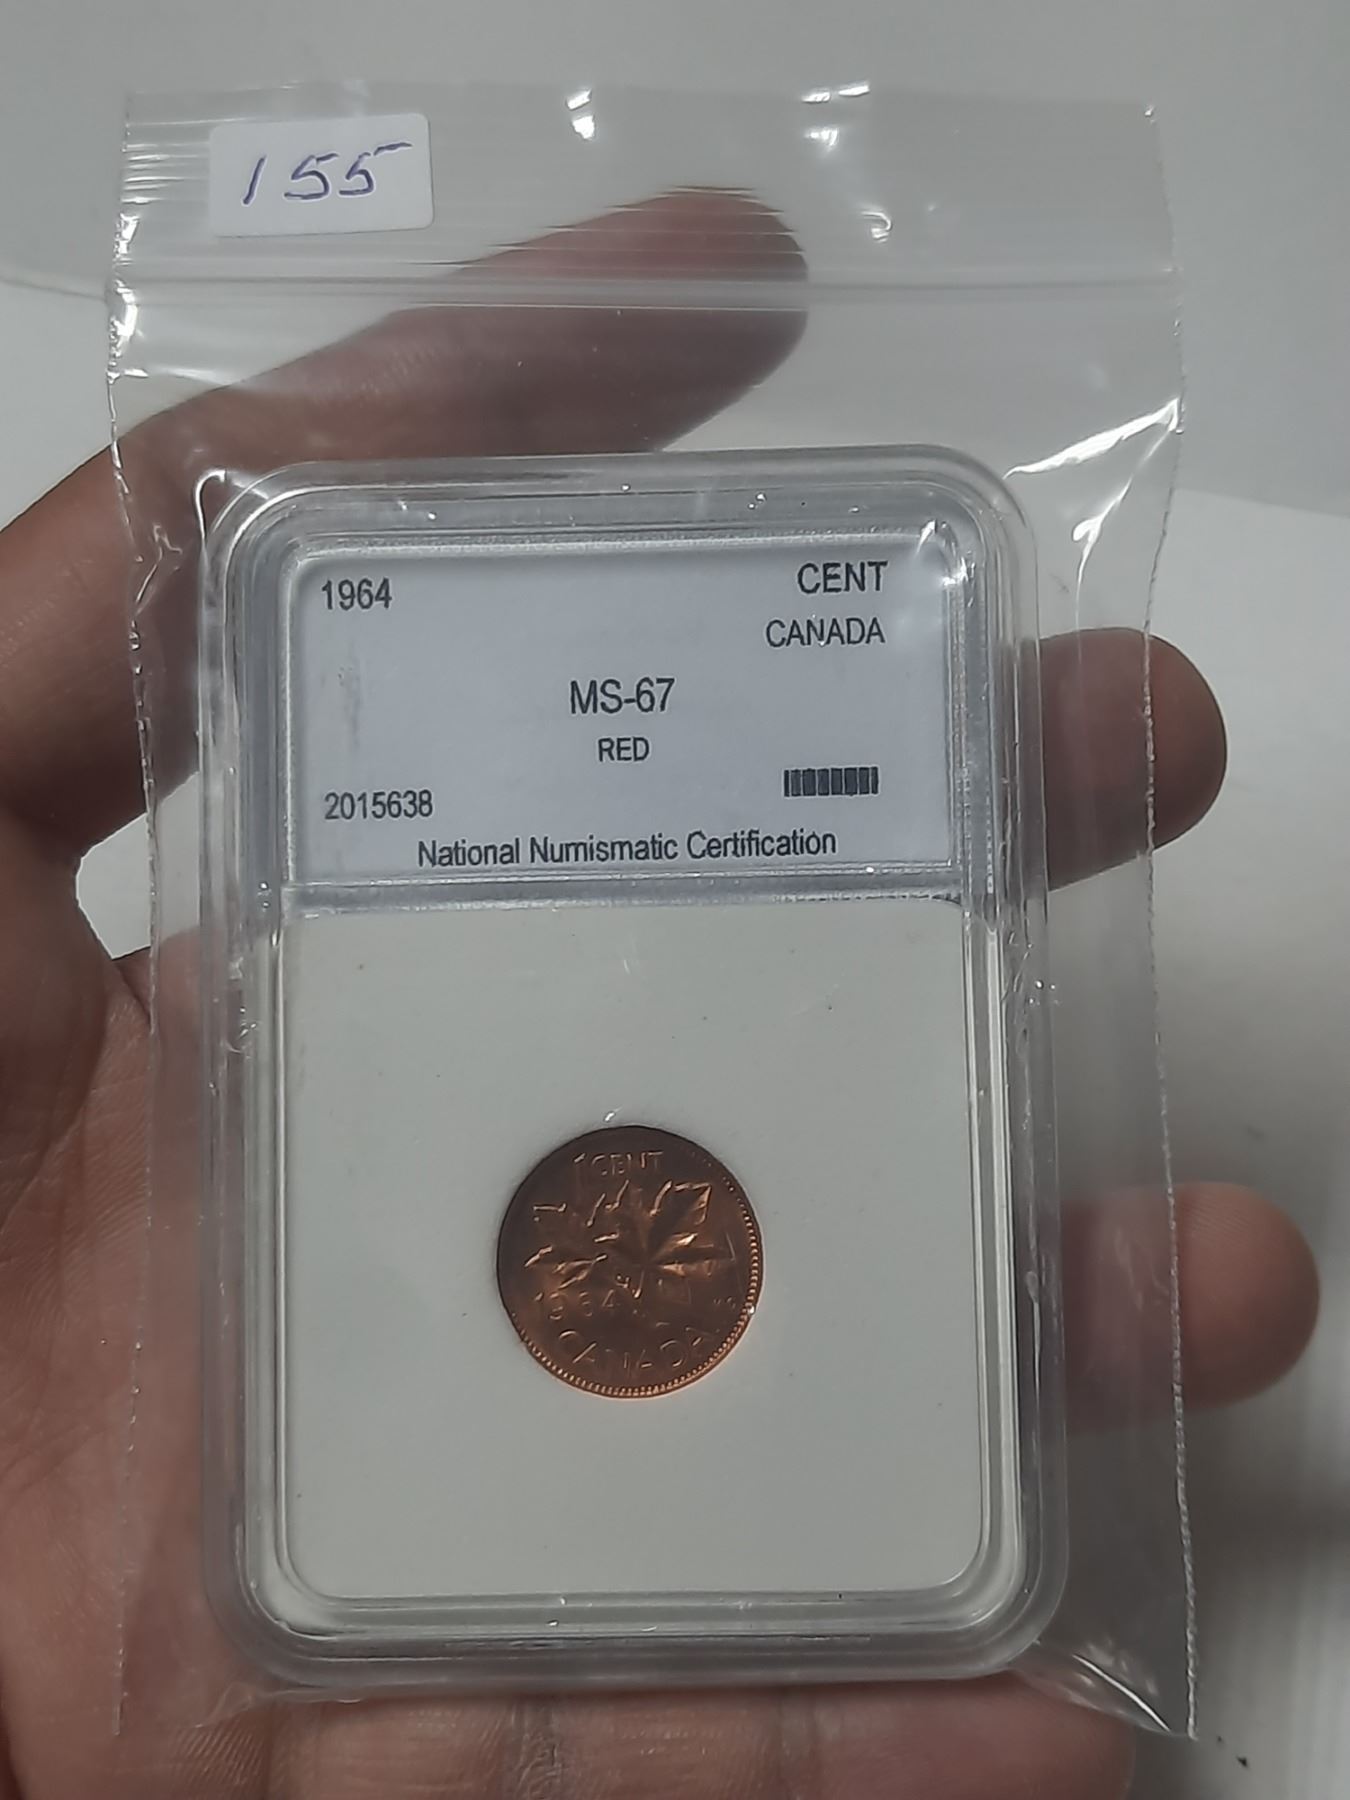 155
1964 CENT
CANADA
MS-67
RED
2015638
National Numismatic Certification
1 CENT
1964
CANADA